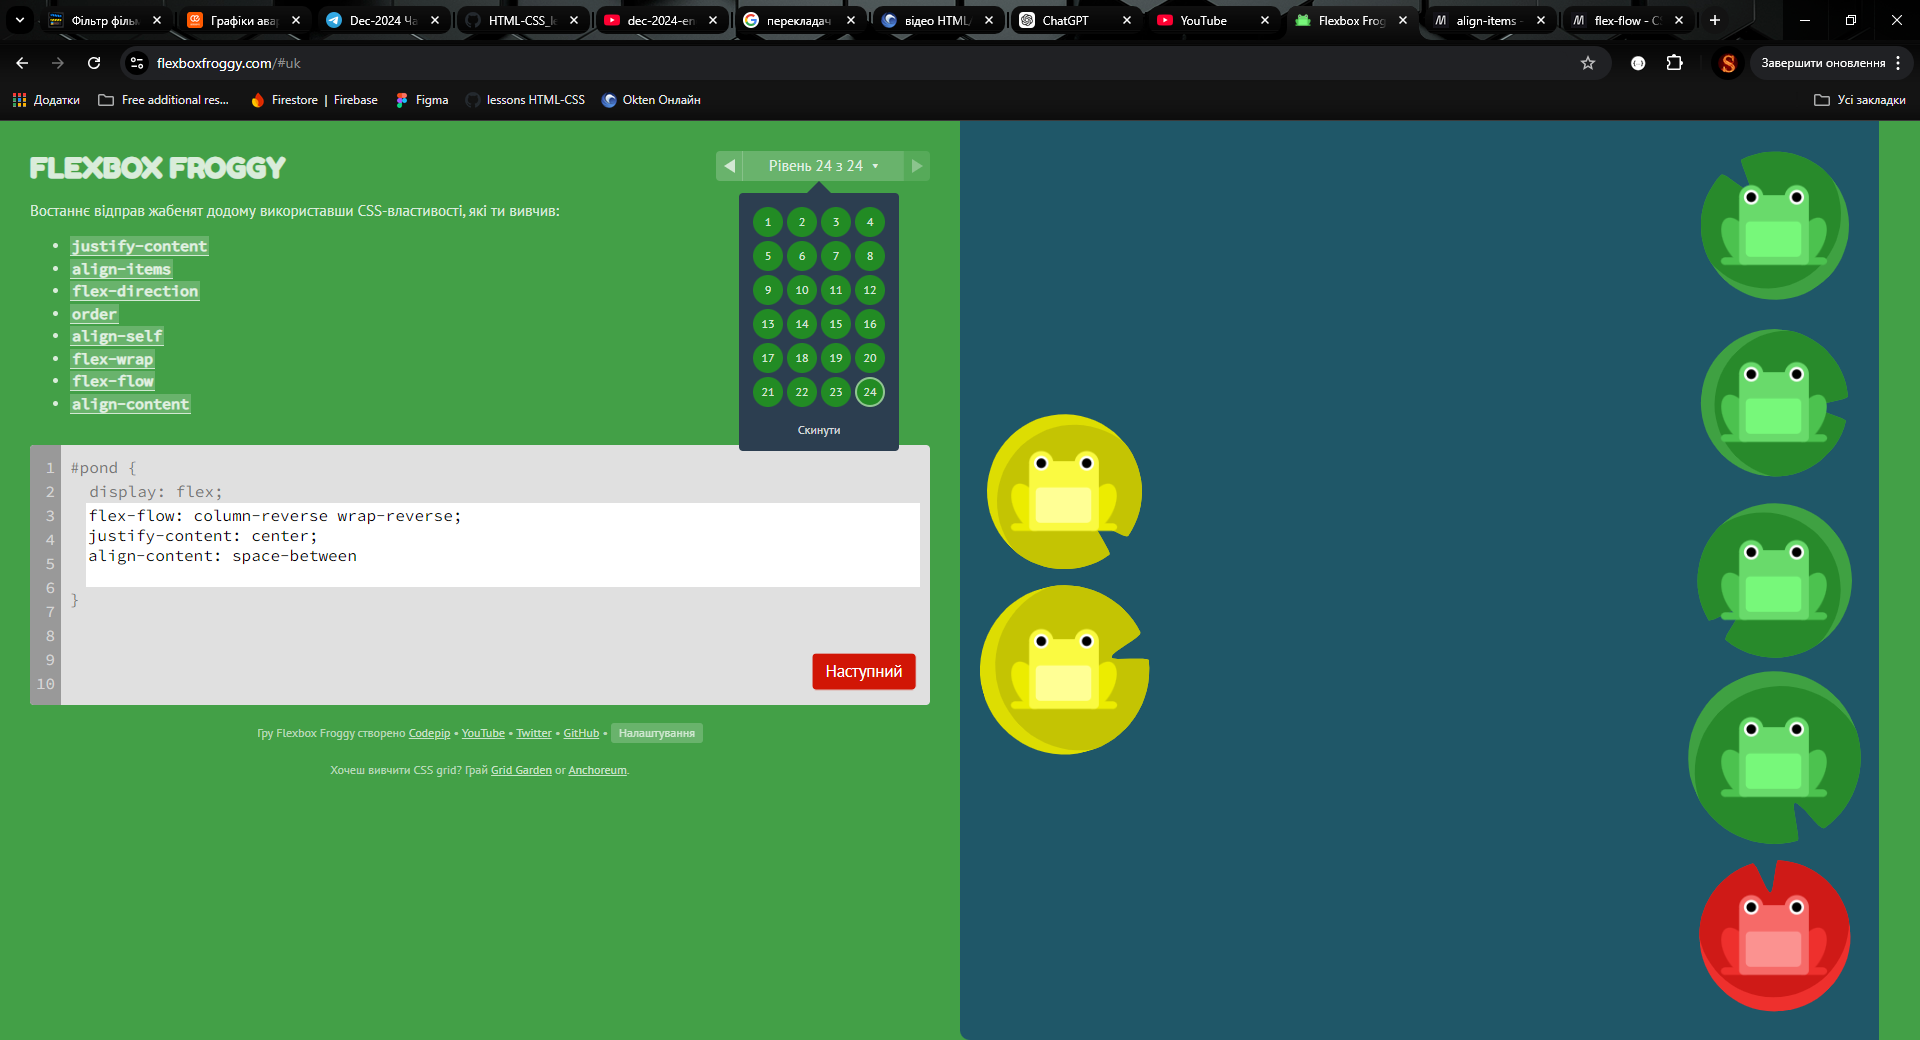 Фільтр філь
Графіки авар
Dec-2024 Ча
HTML-CSS_le
dec-2024-en
перекладач
відео HTML/
ChatGPT
YouTube
Flexbox Frog
align-items -
flex-flow - CS
flexboxfroggy.com/#uk
S
Завершити оновлення
Додатки
Free additional res...
Firestore | Firebase
Figma
lessons HTML-CSS
Okten Онлайн
Усі закладки
FLEXBOX FROGGY
Рівень 24 з 24
Востаннє відправ жабенят додому використавши CSS-властивості, які ти вивчив:
justify-content
align-items
flex-direction
order
align-self
flex-wrap
flex-flow
align-content
1 2 3 4
5 6 7 8
9 10 11 12
13 14 15 16
17 18 19 20
21 22 23 24
Скинути
1 #pond {
2 display: flex;
3 flex-flow: column-reverse wrap-reverse;
4 justify-content: center;
5 align-content: space-between
6 }
7
8
9
10
Наступний
Гру Flexbox Froggy створено Codepip • YouTube • Twitter • GitHub • Налаштування
Хочеш вивчити CSS grid? Грай Grid Garden or Anchoreum.